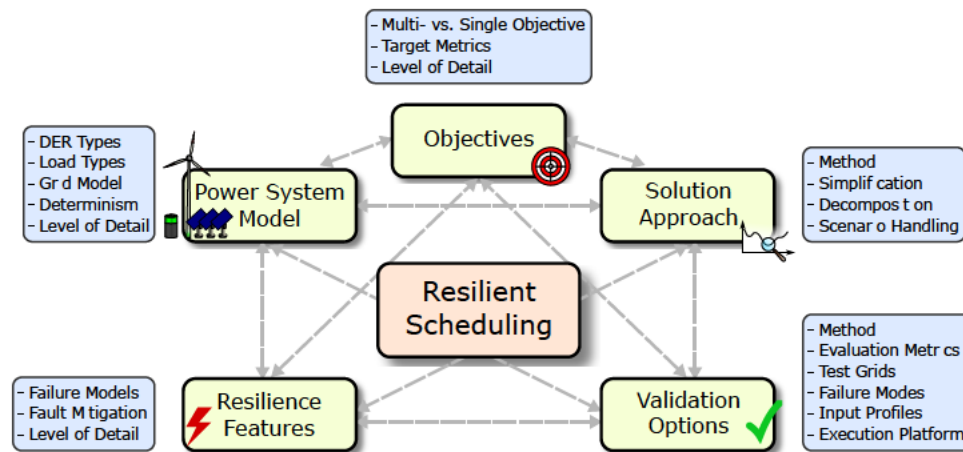 - Multi- vs. Single Objective
- Target Metrics
- Level of Detail
Objectives
- DER Types
- Load Types
- Gr d Model
- Determinism
- Level of Detail
Power System
Model
Solution
Approach
- Method
- Simplif cation
- Decompos t on
- Scenar o Handling
Resilient
Scheduling
- Failure Models
- Fault M tigation
- Level of Detail
Resilience
Features
Validation
Options
- Method
- Evaluation Metr cs
- Test Grids
- Failure Modes
- Input Profiles
- Execution Platform